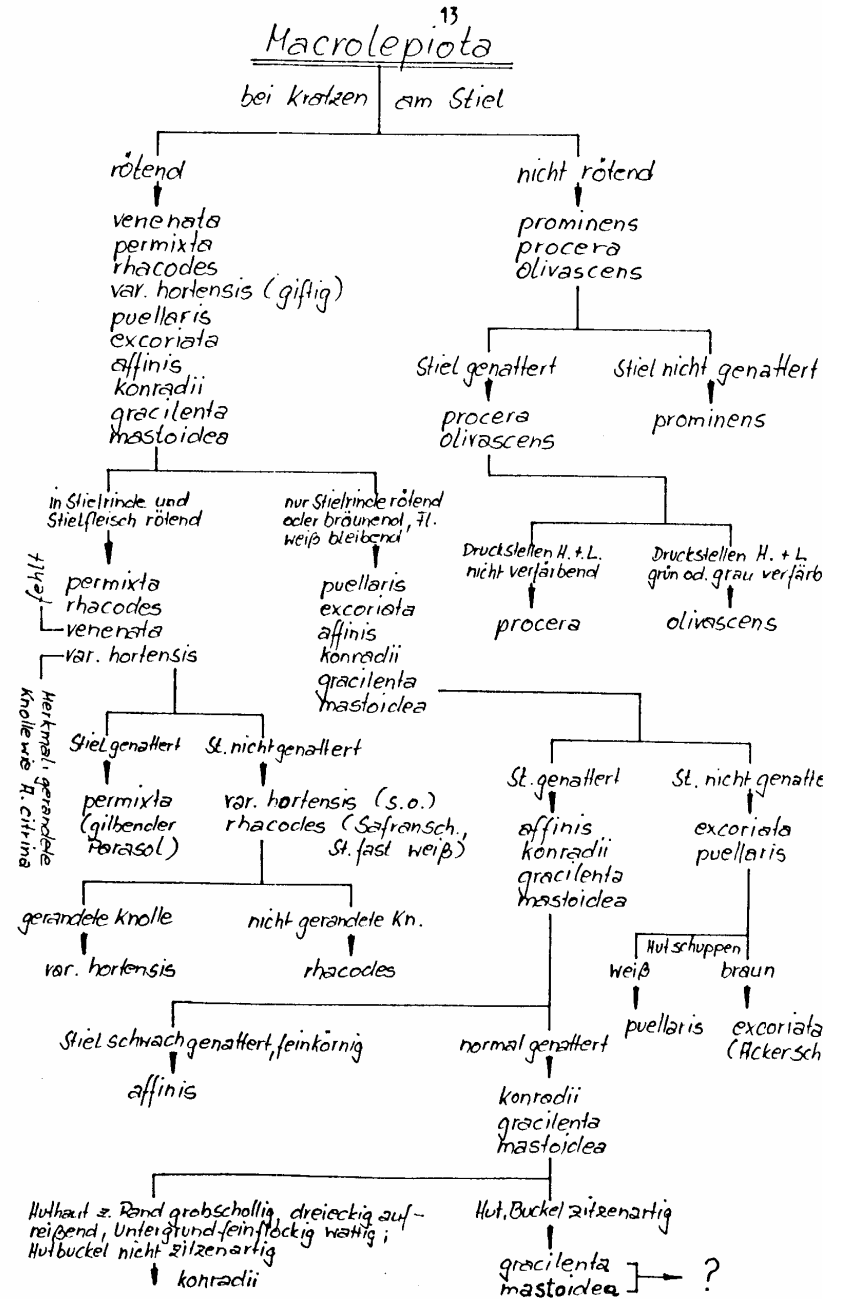 13
Macrolepiota
bei Kratzen am Stiel
rötend
nicht rötend
venenata
permixta
rhacodes
var. hortensis (giftig)
puellaris
excoriata
affinis
konradii
gracilenta
mastoidea
prominens
procera
olivascens
Stiel genattert
Stiel nicht genattert
procera
olivascens
prominens
in Stielrinde und
Stielfleisch rötend
nur Stielrinde rötend
oder bräunend, Fl.
weiß bleibend
Druckstellen H. + L.
nicht verfärbend
Druckstellen H. + L
grün od. grau verfärb
procera
olivascens
fehlt
permixta
rhacodes
venenata
var. hortensis
puellaris
excoriata
affinis
konradii
gracilenta
mastoidea
Merkmal: gerandete
Knolle wie A. citrina
Stiel genattert
St. nicht genattert
permixta
(gilbender
Parasol)
var. hortensis (s.o.)
rhacodes (Safransch.,
St. fast weiß)
St. genattert
St. nicht genatte
affinis
konradii
gracilenta
mastoidea
excoriata
puellaris
gerandete Knolle
nicht gerandete Kn.
var. hortensis
rhacodes
Hutschuppen
weiß
braun
puellaris
excoriata
(Ackersch
Stiel schwach genattert, feinkörnig
normal genattert
affinis
konradii
gracilenta
mastoidea
Huthaut z. Rand grobschollig, dreieckig auf-
reißend, Untergrund feinflockig wattig;
Hutbuckel nicht zitzenartig
konradii
Hut, Buckel zitzenartig
gracilenta
mastoidea
?